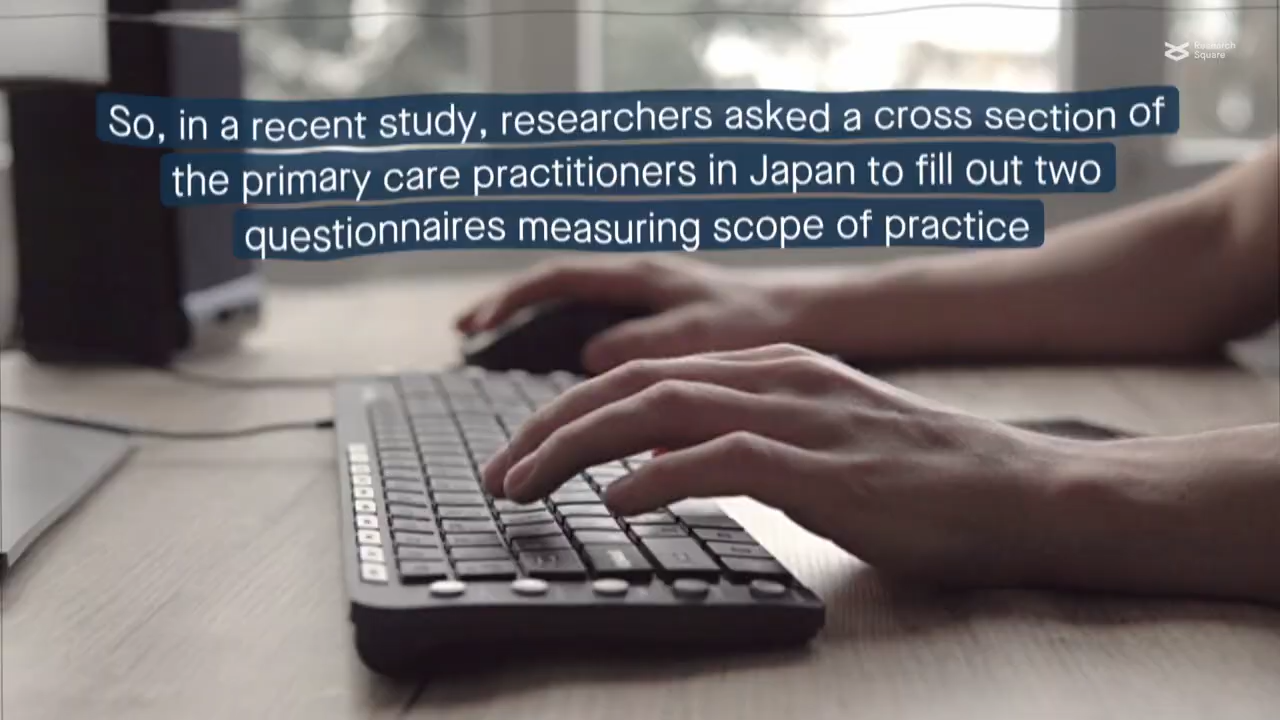 Research
Square
So, in a recent study, researchers asked a cross section of
the primary care practitioners in Japan to fill out two
questionnaires measuring scope of practice